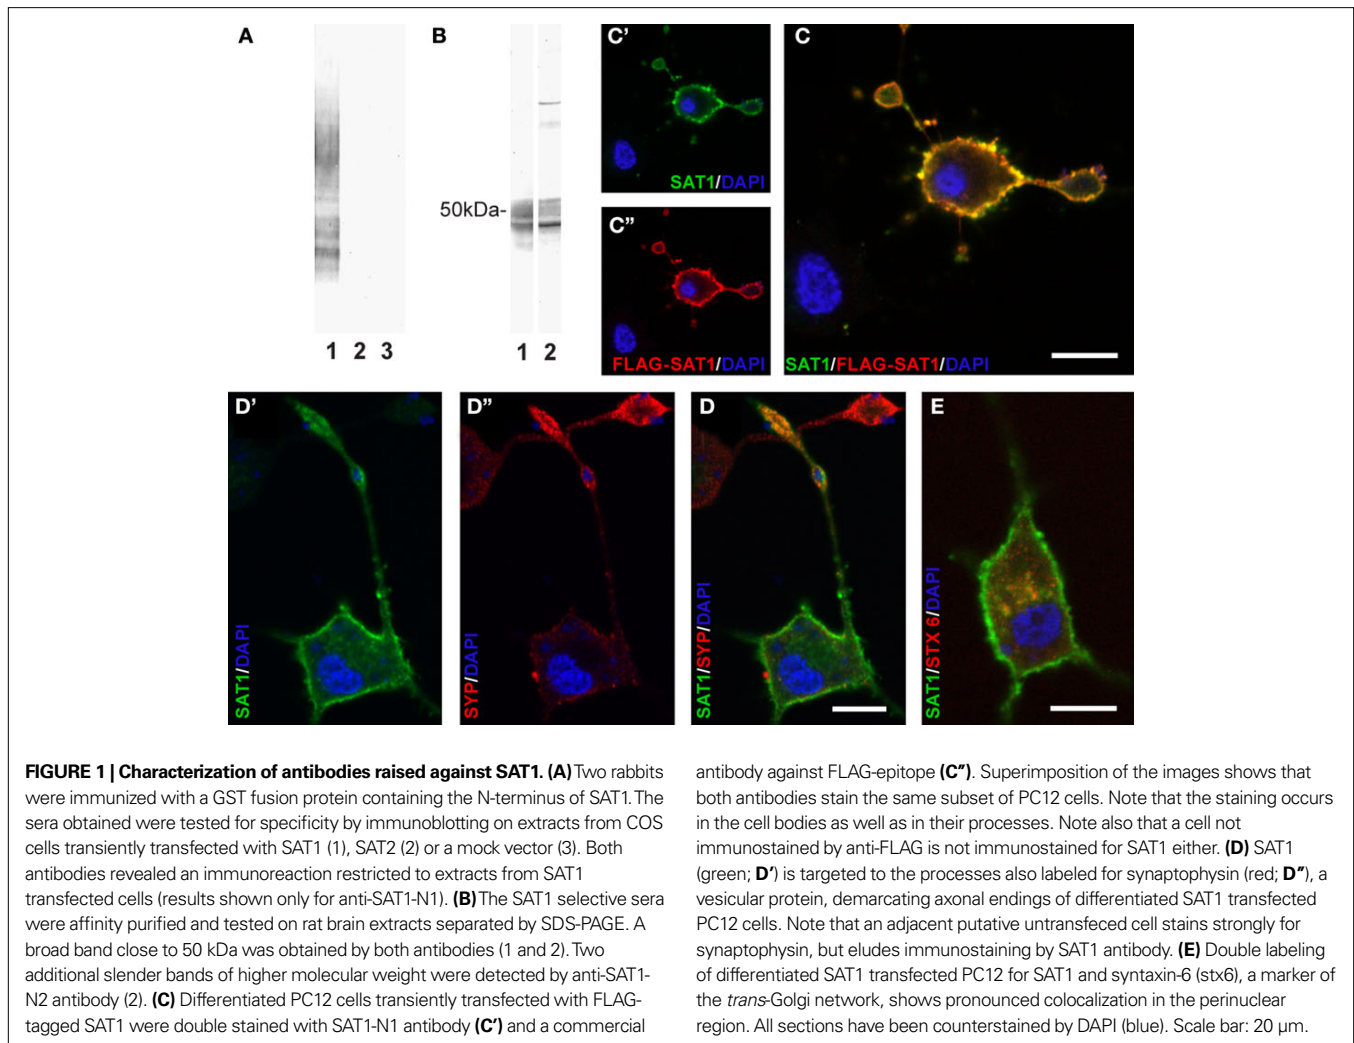 A
B
C'
C
SAT1/DAPI
50kDa-
C"
FLAG-SAT1/DAPI
SAT1/FLAG-SAT1/DAPI
1 2 3
1 2
D'
D"
D
E
SAT1/DAPI
SYP/DAPI
SAT1/SYP/DAPI
SAT1/STX 6/DAPI
FIGURE 1 | Characterization of antibodies raised against SAT1. (A) Two rabbits
were immunized with a GST fusion protein containing the N-terminus of SAT1. The
sera obtained were tested for specificity by immunoblotting on extracts from COS
cells transiently transfected with SAT1 (1), SAT2 (2) or a mock vector (3). Both
antibodies revealed an immunoreaction restricted to extracts from SAT1
transfected cells (results shown only for anti-SAT1-N1). (B) The SAT1 selective sera
were affinity purified and tested on rat brain extracts separated by SDS-PAGE. A
broad band close to 50 kDa was obtained by both antibodies (1 and 2). Two
additional slender bands of higher molecular weight were detected by anti-SAT1-
N2 antibody (2). (C) Differentiated PC12 cells transiently transfected with FLAG-
tagged SAT1 were double stained with SAT1-N1 antibody (C') and a commercial
antibody against FLAG-epitope (C"). Superimposition of the images shows that
both antibodies stain the same subset of PC12 cells. Note that the staining occurs
in the cell bodies as well as in their processes. Note also that a cell not
immunostained by anti-FLAG is not immunostained for SAT1 either. (D) SAT1
(green; D') is targeted to the processes also labeled for synaptophysin (red; D"), a
vesicular protein, demarcating axonal endings of differentiated SAT1 transfected
PC12 cells. Note that an adjacent putative untransfeced cell stains strongly for
synaptophysin, but eludes immunostaining by SAT1 antibody. (E) Double labeling
of differentiated SAT1 transfected PC12 for SAT1 and syntaxin-6 (stx6), a marker of
the trans-Golgi network, shows pronounced colocalization in the perinuclear
region. All sections have been counterstained by DAPI (blue). Scale bar: 20 µm.